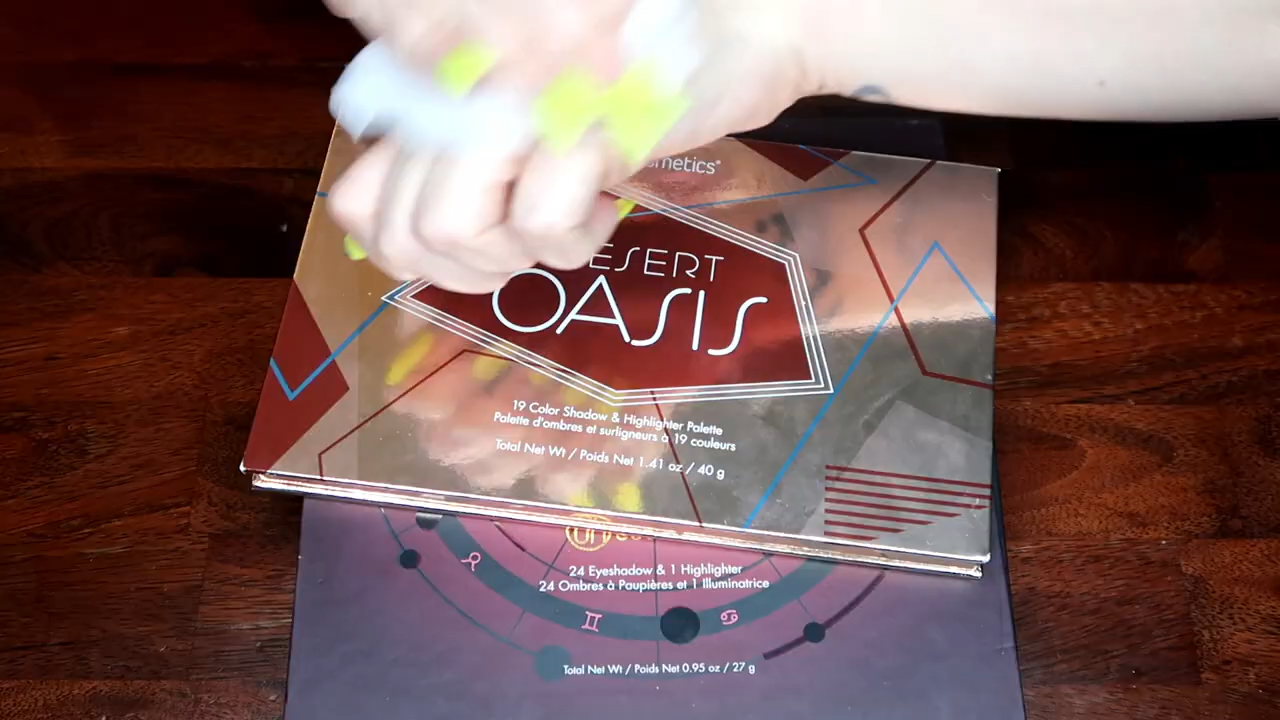 ESERT
OASIS
19 Color Shadow & Highlighter Palette
Palette d'ombres et surligneurs à 19 couleurs
Total Net Wt / Poids Net 1.41 oz / 40 g
24 Eyeshadow & 1 Highlighter
24 Ombres à Paupières et 1 Illuminatrice
Total Net Wt / Poids Net 0.95 oz / 27 g